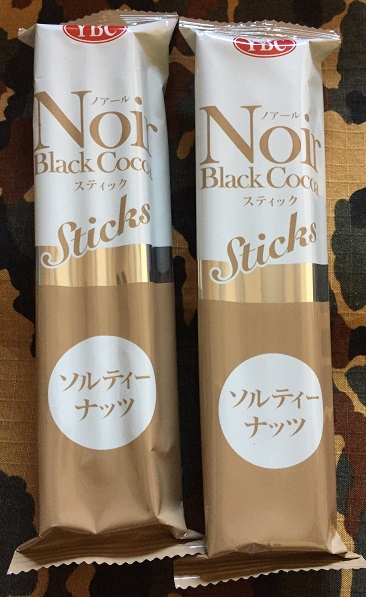 YBC
ノアール
Noir
Black Cocoa
スティック
Sticks
ソルティー
ナッツ
YBC
ノアール
Noir
Black Cocoa
スティック
Sticks
ソルティー
ナッツ